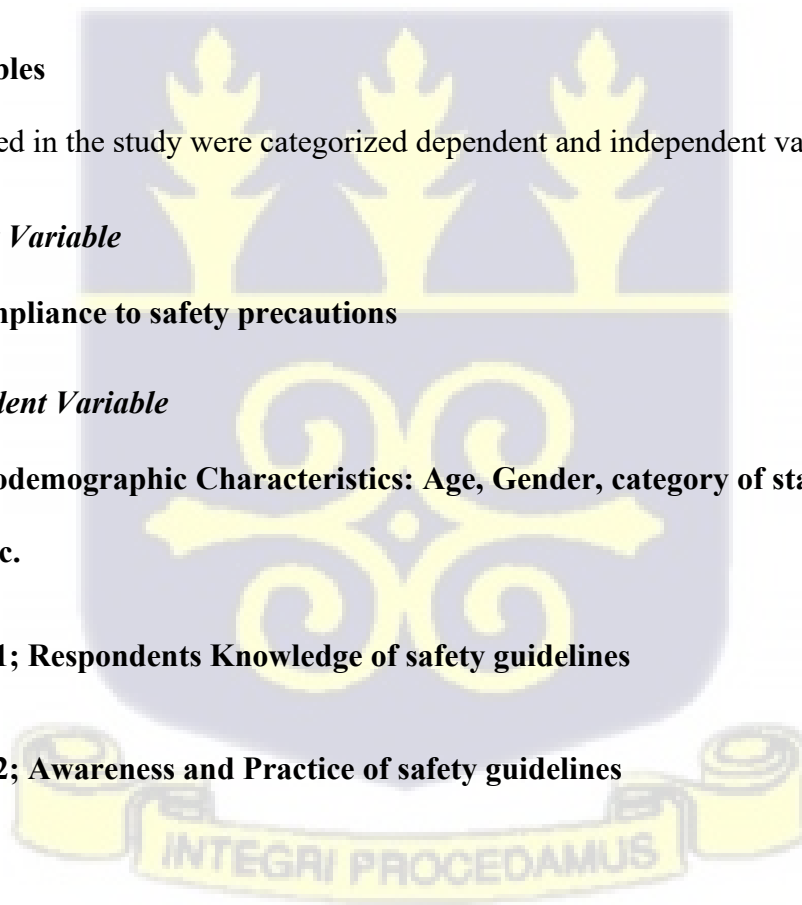 bles
ed in the study were categorized dependent and independent va
Variable
mpliance to safety precautions
dent Variable
odemographic Characteristics: Age, Gender, category of sta
c.
1; Respondents Knowledge of safety guidelines
2; Awareness and Practice of safety guidelines
INTEGRI PROCEDAMUS